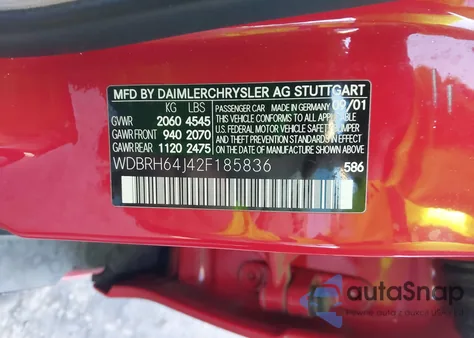 MFD BY DAIMLERCHRYSLER AG STUTTGART
KG LBS
GVWR 2060 4545
GAWR FRONT 940 2070
GAWR REAR 1120 2475
PASSENGER CAR MADE IN GERMANY 09/01
THIS VEHICLE CONFORMS TO ALL APPLICABLE
U.S. FEDERAL MOTOR VEHICLE SAFETY/BUMPER/
AND THEFT PREVENTION STANDARDS IN EFFECT
ON THE DATE OF MANUFACTURE SHOWN ABOVE
WDBRH64J42F185836
586
autoSnap